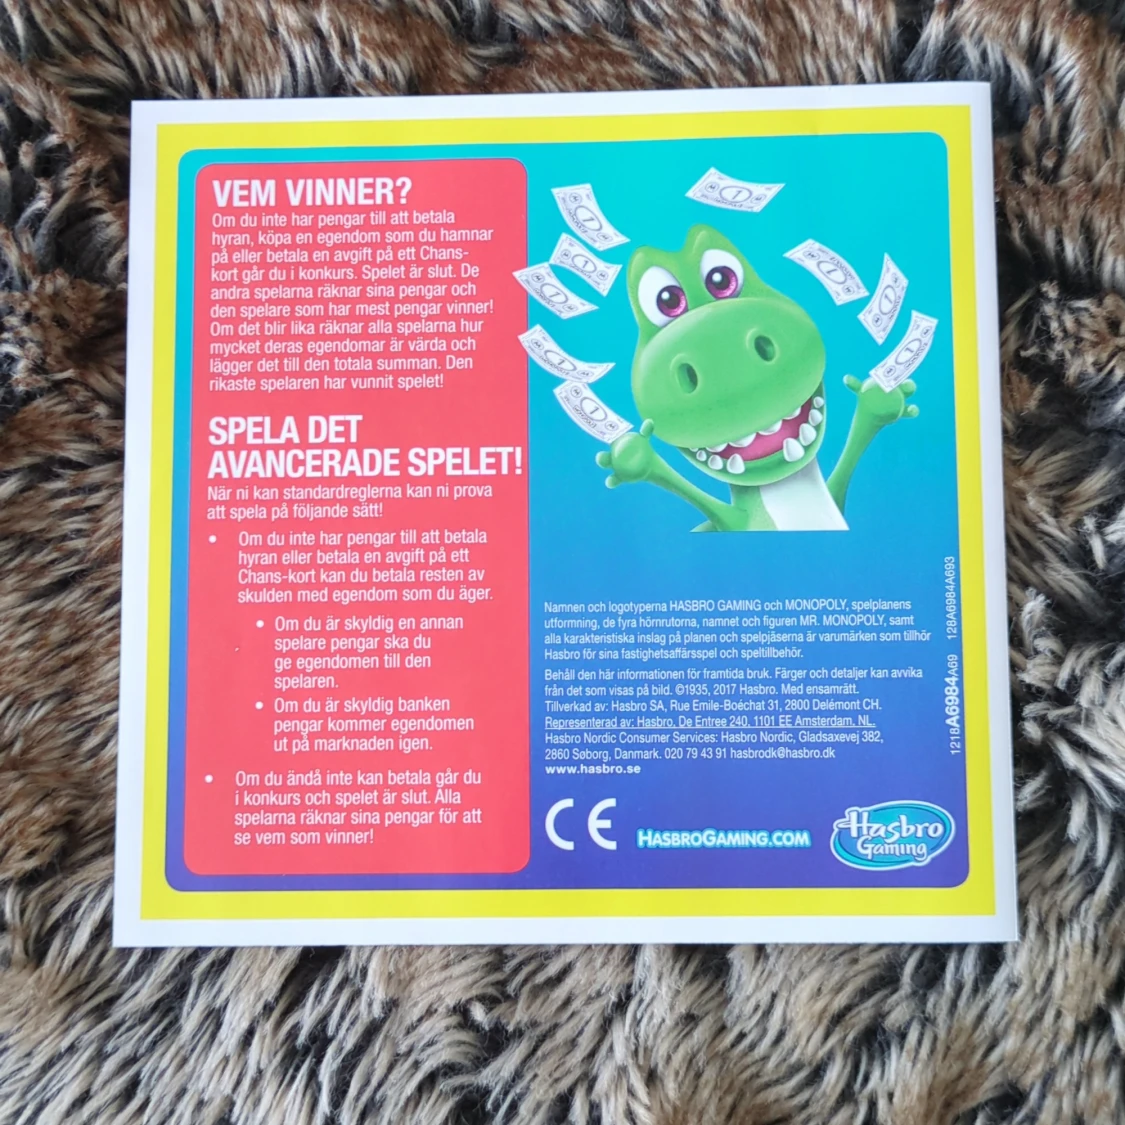 VEM VINNER?
Om du inte har pengar till att betala
hyran, köpa en egendom som du hamnar
på eller betala en avgift på ett Chans-
kort går du i konkurs. Spelet är slut. De
andra spelarna räknar sina pengar och
den spelare som har mest pengar vinner!
Om det blir lika räknar alla spelarna hur
mycket deras egendomar är värda och
lägger det till den totala summan. Den
rikaste spelaren har vunnit spelet!
SPELA DET
AVANCERADE SPELET!
När ni kan standardreglerna kan ni prova
att spela på följande sätt!
• Om du inte har pengar till att betala
hyran eller betala en avgift på ett
Chans-kort kan du betala resten av
skulden med egendom som du äger.
• Om du är skyldig en annan
spelare pengar ska du
ge egendomen till den
spelaren.
• Om du är skyldig banken
pengar kommer egendomen
ut på marknaden igen.
• Om du ändå inte kan betala går du
i konkurs och spelet är slut. Alla
spelarna räknar sina pengar för att
se vem som vinner!
1
1
1
1
1
1
1
1
1
Namnen och logotyperna HASBRO GAMING och MONOPOLY, spelplanens
utformning, de fyra hörnrutorna, namnet och figuren MR. MONOPOLY, samt
alla karakteristiska inslag på planen och spelpjäserna är varumärken som tillhör
Hasbro för sina fastighetsaffärsspel och speltillbehör.
Behåll den här informationen för framtida bruk. Färger och detaljer kan avvika
från det som visas på bild. ©1935, 2017 Hasbro. Med ensamrätt.
Tillverkad av: Hasbro SA, Rue Emile-Boéchat 31, 2800 Delémont CH.
Representerad av: Hasbro, De Entree 240, 1101 EE Amsterdam, NL.
Hasbro Nordic Consumer Services: Hasbro Nordic, Gladsaxevej 382,
2860 Søborg, Danmark. 020 79 43 91 hasbrodk@hasbro.dk
www.hasbro.se
CE
HASBROGAMING.COM
Hasbro
Gaming
1218A6984A69 128A6984A693